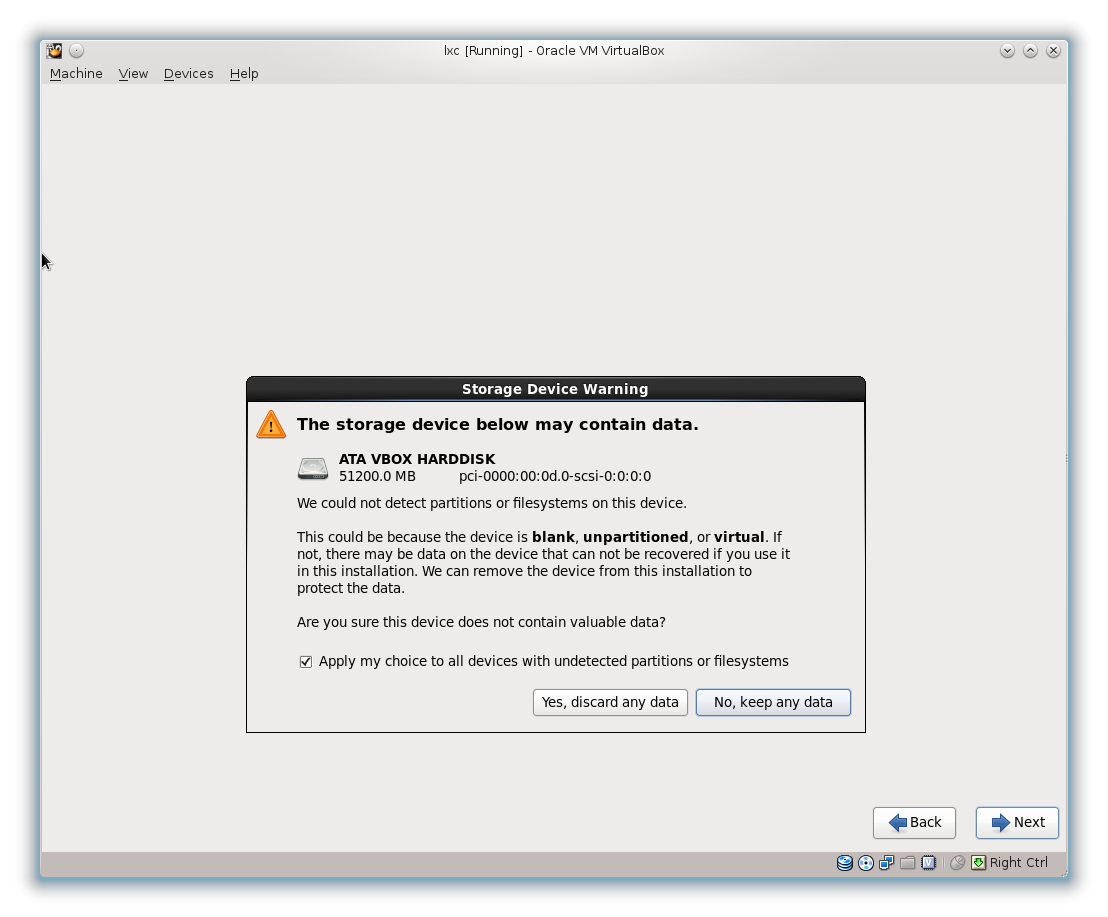 lxc [Running] - Oracle VM VirtualBox
Machine View Devices Help
Storage Device Warning
The storage device below may contain data.
ATA VBOX HARDDISK
51200.0 MB pci-0000:00:0d.0-scsi-0:0:0:0
We could not detect partitions or filesystems on this device.
This could be because the device is blank, unpartitioned, or virtual. If
not, there may be data on the device that can not be recovered if you use it
in this installation. We can remove the device from this installation to
protect the data.
Are you sure this device does not contain valuable data?
Apply my choice to all devices with undetected partitions or filesystems
Yes, discard any data No, keep any data
Back Next
Right Ctrl